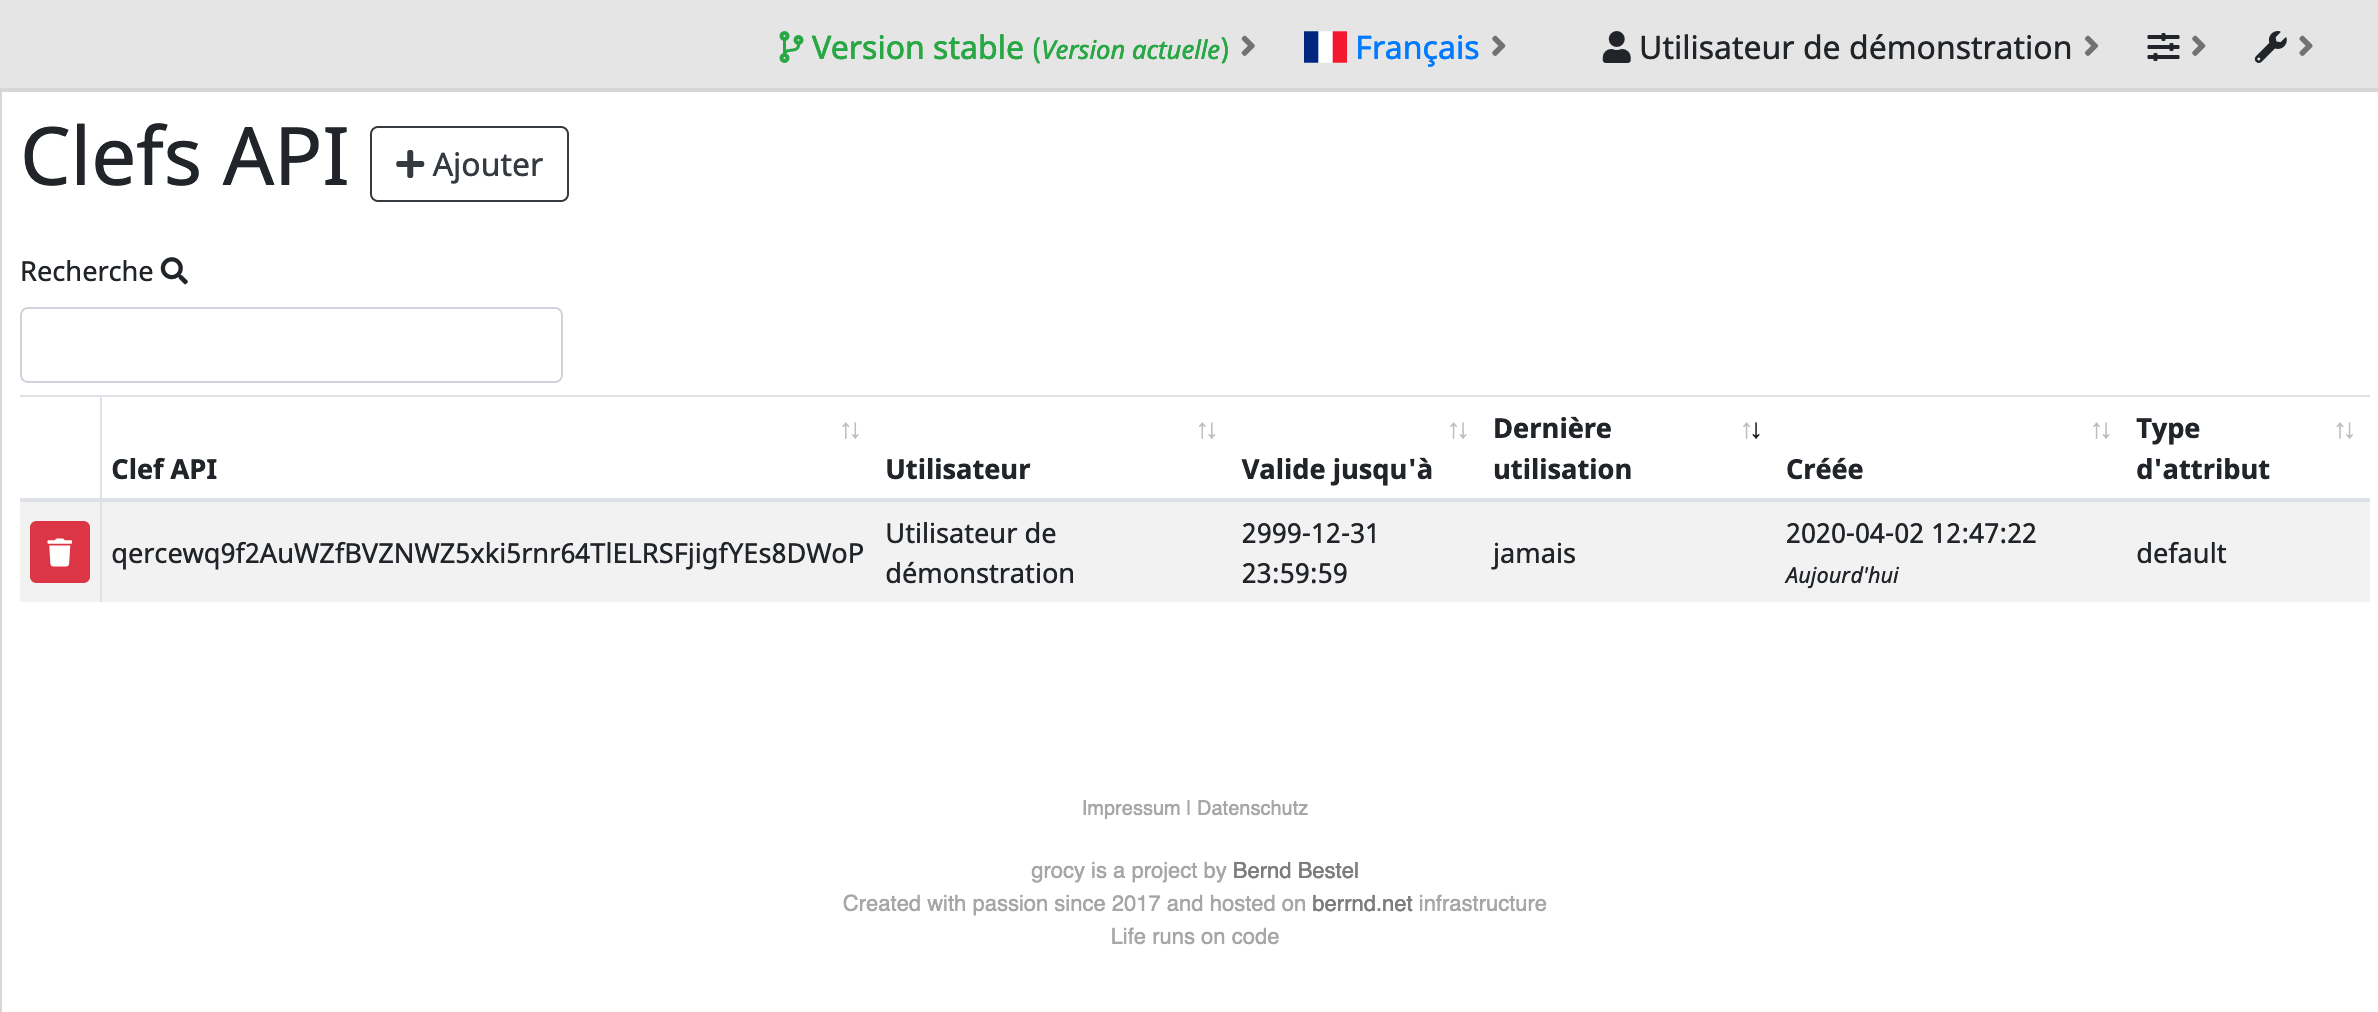 Version stable (Version actuelle)
Français
Utilisateur de démonstration
Clefs API
Ajouter
Recherche
Clef API
Utilisateur
Valide jusqu'à
Dernière
utilisation
Créée
Type
d'attribut
qercewq9f2AuWZfBVZNWZ5xki5rnr64TlELRSFjigfYEs8DWoP
Utilisateur de
démonstration
2999-12-31
23:59:59
jamais
2020-04-02 12:47:22
Aujourd'hui
default
Impressum | Datenschutz
grocy is a project by Bernd Bestel
Created with passion since 2017 and hosted on berrnd.net infrastructure
Life runs on code